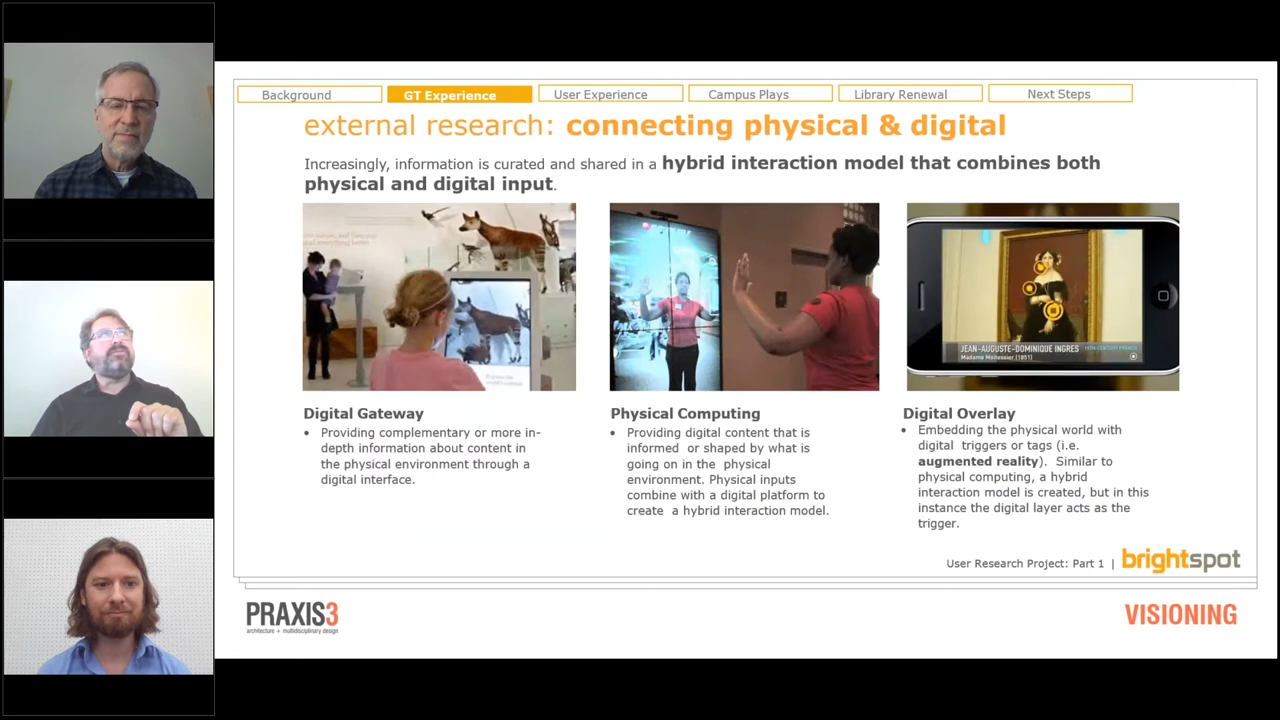 Background
GT Experience
User Experience
Campus Plays
Library Renewal
Next Steps
external research: connecting physical & digital
Increasingly, information is curated and shared in a hybrid interaction model that combines both
physical and digital input.
JEAN-AUGUSTE-DOMINIQUE INGRES
Madame Moitessier (1851)
Digital Gateway
• Providing complementary or more in-
depth information about content in
the physical environment through a
digital interface.
Physical Computing
• Providing digital content that is
informed or shaped by what is
going on in the physical
environment. Physical inputs
combine with a digital platform to
create a hybrid interaction model.
Digital Overlay
• Embedding the physical world with
digital triggers or tags (i.e.
augmented reality). Similar to
physical computing, a hybrid
interaction model is created, but in this
instance the digital layer acts as the
trigger.
User Research Project: Part 1 | brightspot
PRAXIS3
architecture + multidisciplinary design
VISIONING